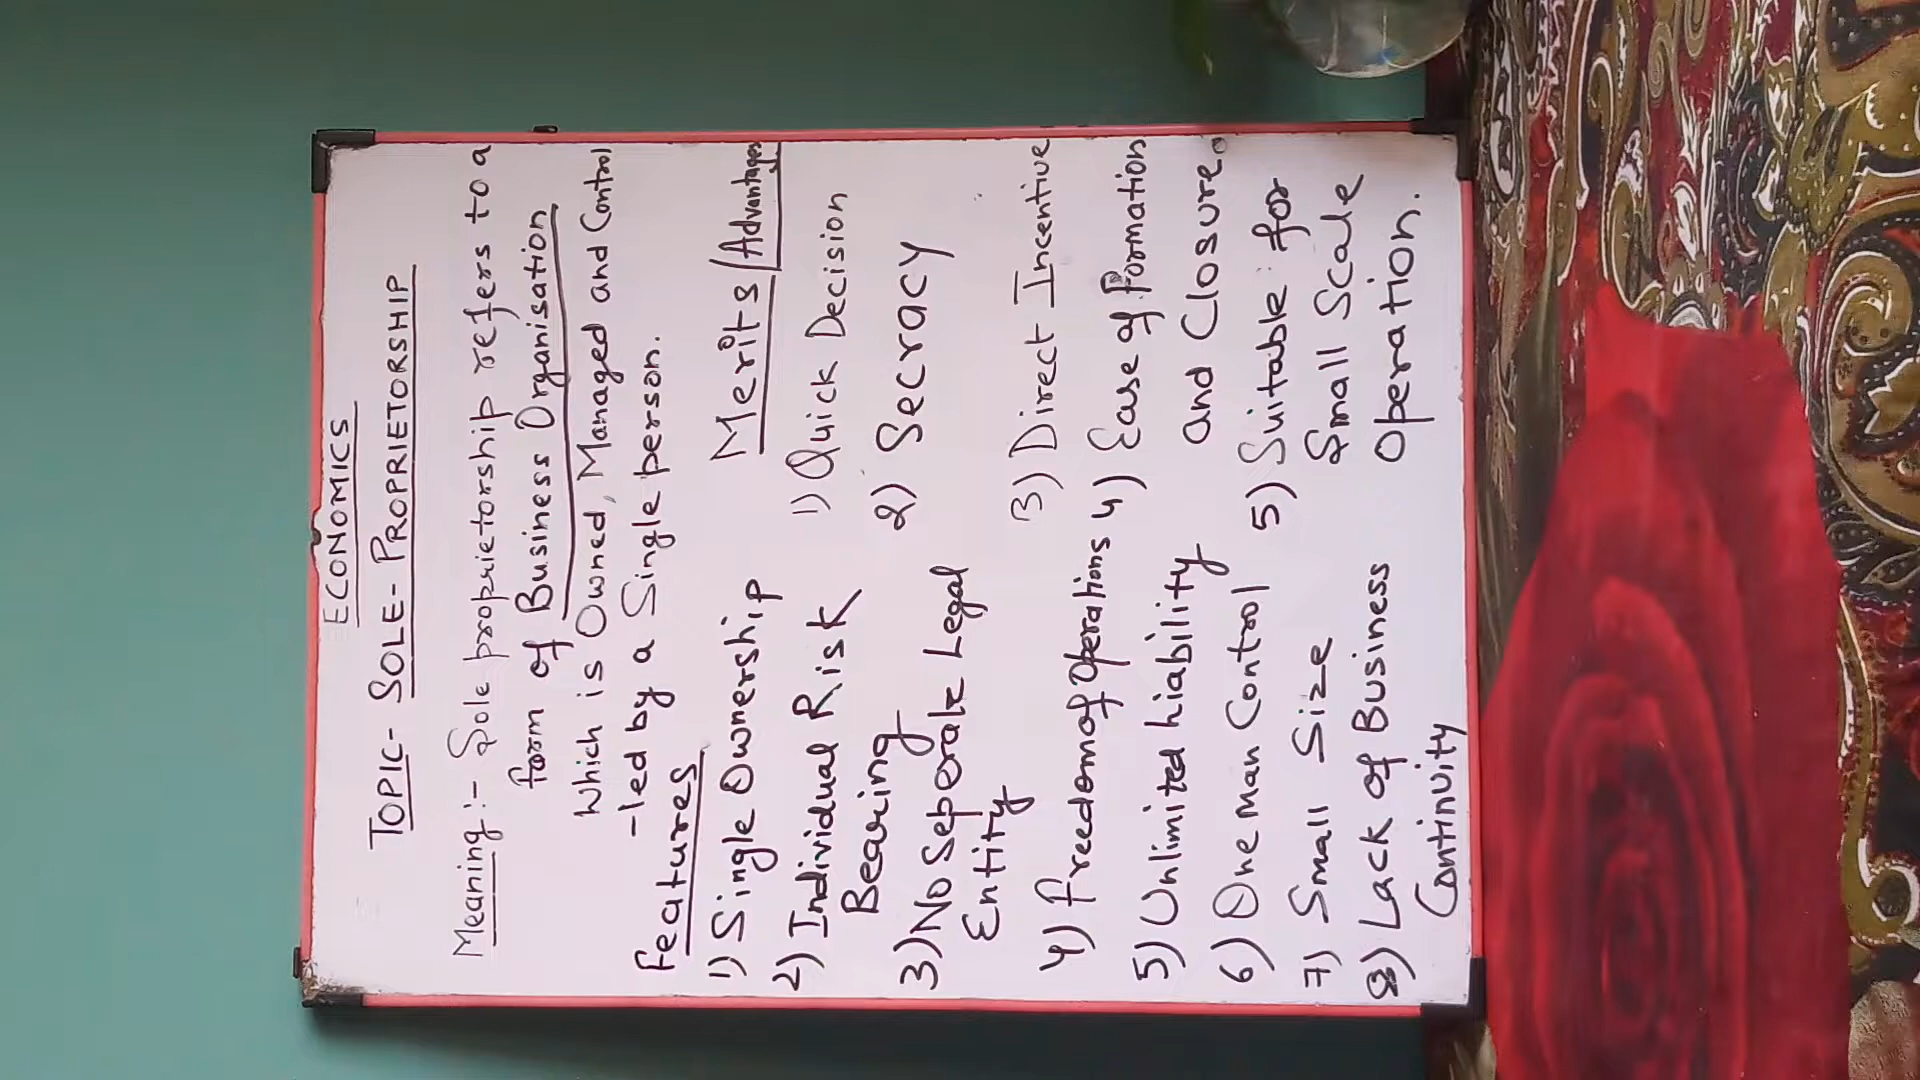 ECONOMICS
TOPIC- SOLE-PROPRIETORSHIP
Meaning:- Sole proprietorship refers to a
form of Business Organisation
which is Owned, Managed and Control
-led by a Single person.
Features
1) Single Ownership
2) Individual Risk
Bearing
3) No Seperate Legal
Entity
4) Freedom of Operations
5) Unlimited liability
6) One Man Control
7) Small Size
8) Lack of Business
Continuity
Merits/Advantages
1) Quick Decision
2) Secracy
3) Direct Incentive
4) Ease of Formation
and Closure.
5) Suitable for
Small Scale
Operation.